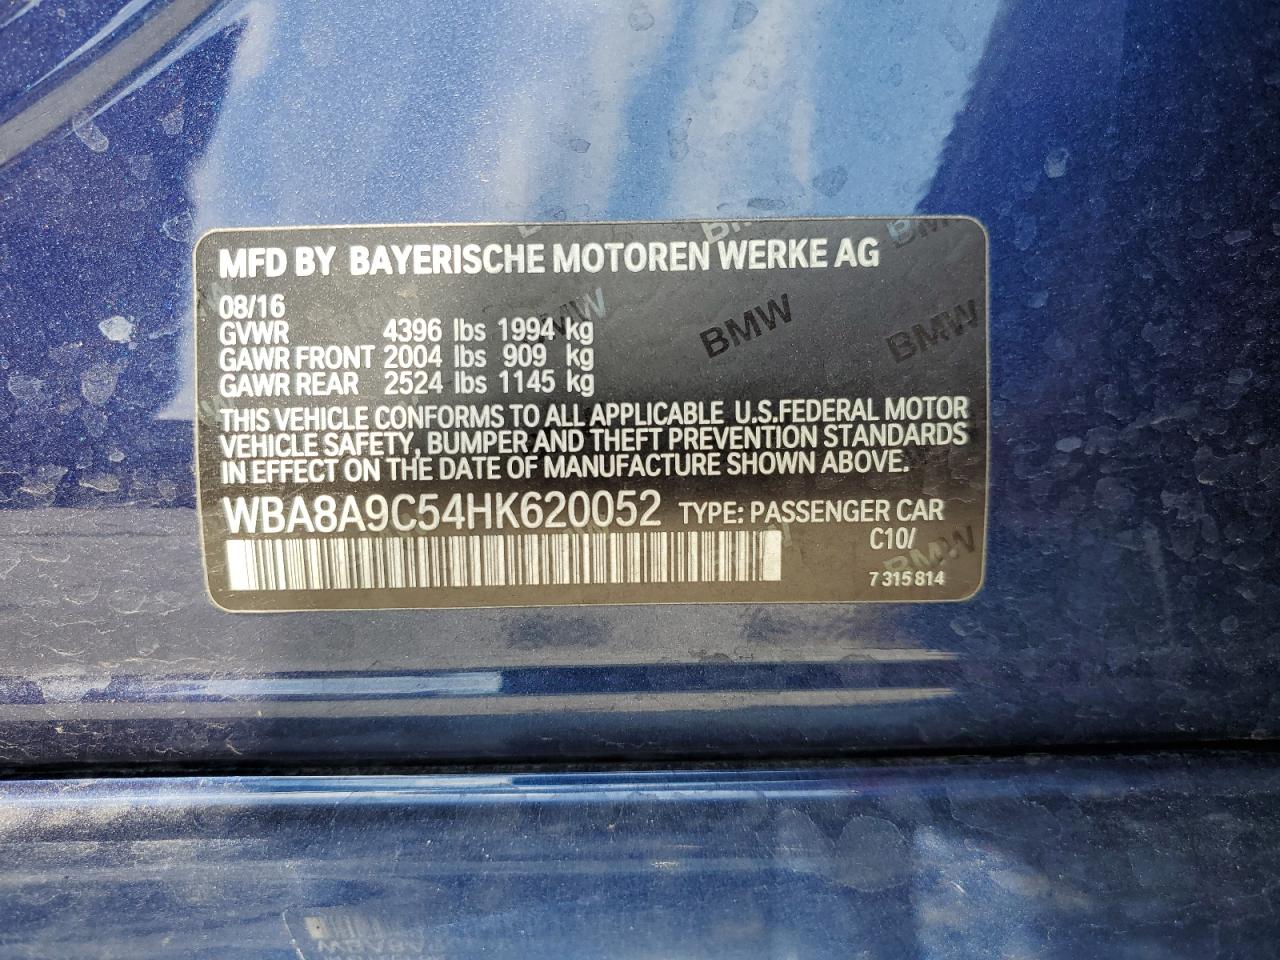 MFD BY BAYERISCHE MOTOREN WERKE AG
08/16
GVWR 4396 lbs 1994 kg
GAWR FRONT 2004 lbs 909 kg
GAWR REAR 2524 lbs 1145 kg
THIS VEHICLE CONFORMS TO ALL APPLICABLE U.S.FEDERAL MOTOR
VEHICLE SAFETY, BUMPER AND THEFT PREVENTION STANDARDS
IN EFFECT ON THE DATE OF MANUFACTURE SHOWN ABOVE.
WBA8A9C54HK620052 TYPE: PASSENGER CAR
C10/
7 315 814
BMW
BMW
BMW
BMW
BMW